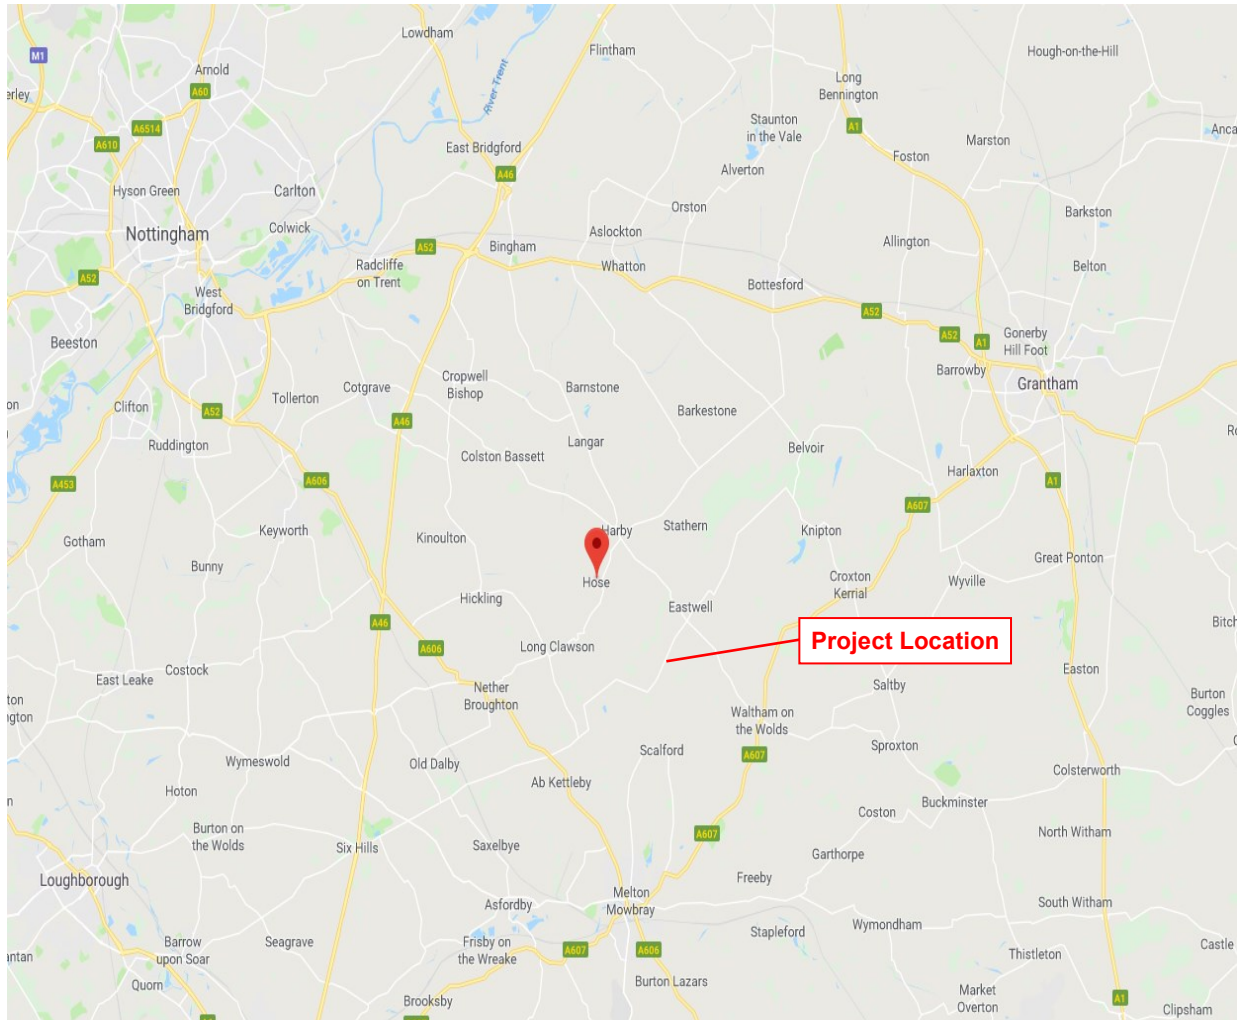 Lowdham
Flintham
Hough-on-the-Hill
M1
Arnold
River Trent
Long
Bennington
erley
A60
Staunton
in the Vale
A6514
A1
Anca
A610
East Bridgford
Marston
Foston
A46
Alverton
Hyson Green
Carlton
Orston
Barkston
Nottingham
Colwick
Aslockton
Allington
A52
Bingham
Radcliffe
on Trent
Whatton
Belton
A52
West
Bridgford
Bottesford
A52
Beeston
A52
A1
Gonerby
Hill Foot
Barrowby
Grantham
Cropwell
Bishop
Cotgrave
Barnstone
Tollerton
on
Clifton
A52
A46
Barkestone
Ro
Ruddington
Langar
Belvoir
Colston Bassett
Harlaxton
A453
A606
A1
A607
Keyworth
Harby
Stathern
Knipton
Gotham
Kinoulton
Great Ponton
Bunny
Hose
Croxton
Kerrial
Wyville
Hickling
Eastwell
A46
Bitch
A606
Long Clawson
Project Location
Costock
East Leake
Easton
Nether
Broughton
Saltby
Burton
Coggles
ton
ngton
Waltham on
the Wolds
Scalford
Sproxton
A607
Wymeswold
Old Dalby
Colsterworth
Ab Kettleby
Hoton
n
Buckminster
Coston
Burton on
the Wolds
Six Hills
Saxelbye
A607
North Witham
Garthorpe
Loughborough
Freeby
Melton
Mowbray
Asfordby
South Witham
Wymondham
Stapleford
Barrow
upon Soar
Seagrave
Frisby on
the Wreake
A607
A606
Castle
antan
Thistleton
Quorn
Burton Lazars
Market
Overton
Brooksby
A1
Clipsham